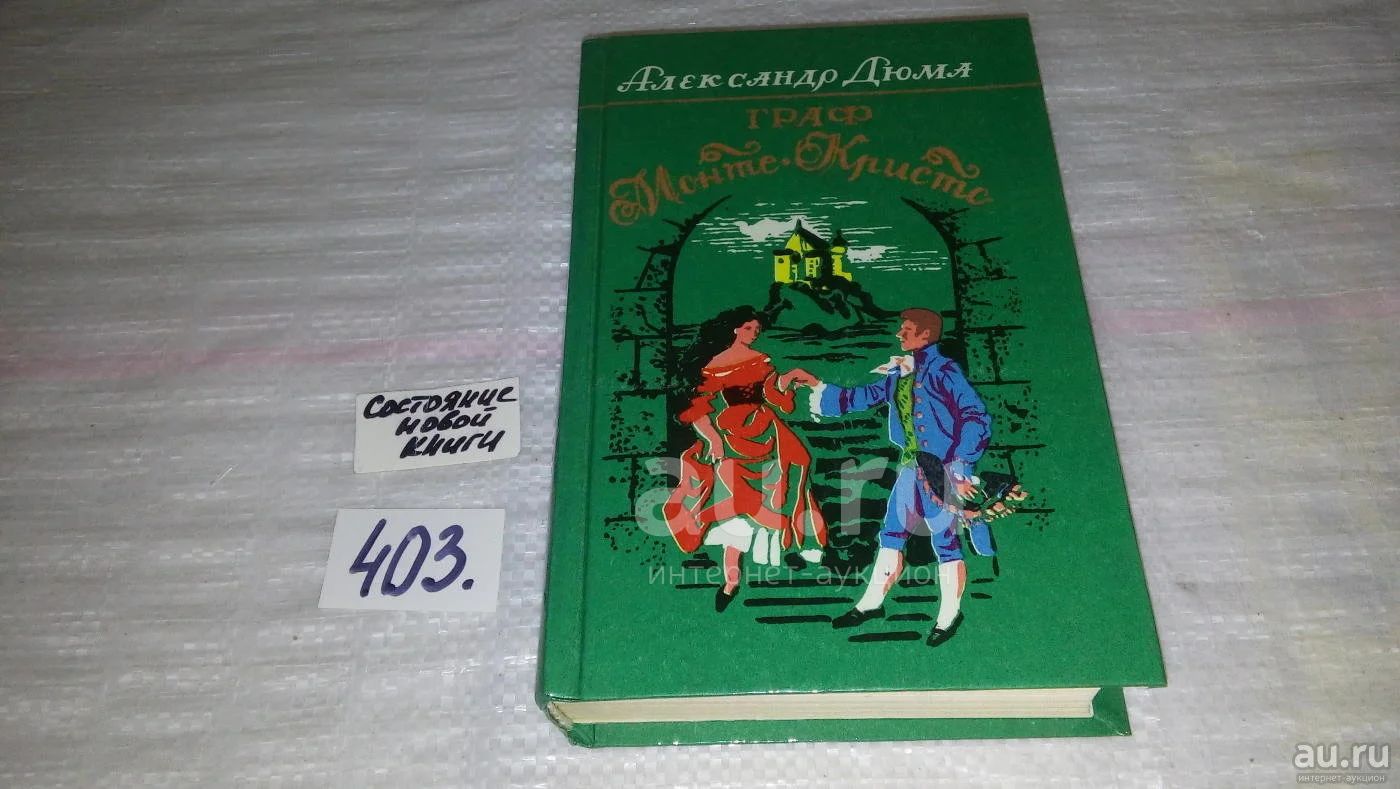 Александр Дюма
ГРАФ
Монте-Кристо
Состояние
новой
книги
403.
au.ru
интернет-аукцион
au.ru
интернет-аукцион